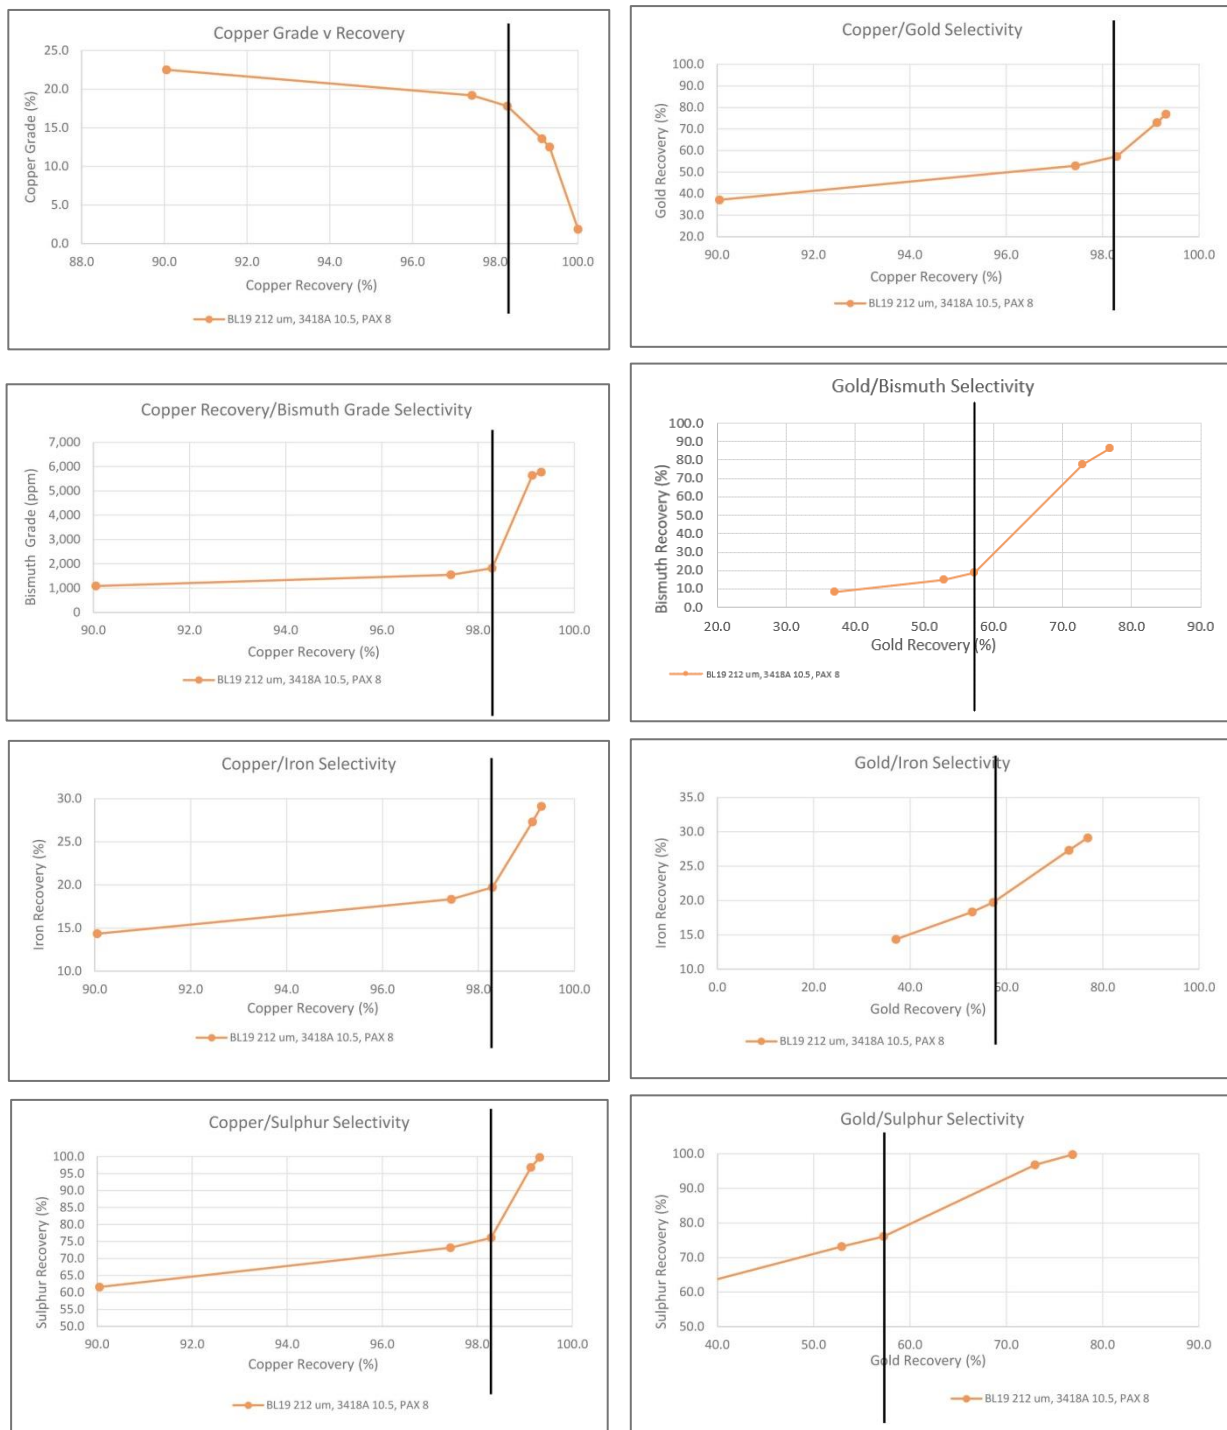 Copper Grade v Recovery
25.0
20.0
15.0
10.0
5.0
0.0
Copper Grade (%)
88.0 90.0 92.0 94.0 96.0 98.0 100.0
Copper Recovery (%)
BL19 212 um, 3418A 10.5, PAX 8
Copper/Gold Selectivity
100.0
90.0
80.0
70.0
60.0
50.0
40.0
30.0
20.0
Gold Recovery (%)
90.0 92.0 94.0 96.0 98.0 100.0
Copper Recovery (%)
BL19 212 um, 3418A 10.5, PAX 8
Copper Recovery/Bismuth Grade Selectivity
7,000
6,000
5,000
4,000
3,000
2,000
1,000
0
Bismuth Grade (ppm)
90.0 92.0 94.0 96.0 98.0 100.0
Copper Recovery (%)
BL19 212 um, 3418A 10.5, PAX 8
Gold/Bismuth Selectivity
100.0
90.0
80.0
70.0
60.0
50.0
40.0
30.0
20.0
10.0
0.0
Bismuth Recovery (%)
20.0 30.0 40.0 50.0 60.0 70.0 80.0 90.0
Gold Recovery (%)
BL19 212 um, 3418A 10.5, PAX 8
Copper/Iron Selectivity
30.0
25.0
20.0
15.0
10.0
Iron Recovery (%)
90.0 92.0 94.0 96.0 98.0 100.0
Copper Recovery (%)
BL19 212 um, 3418A 10.5, PAX 8
Gold/Iron Selectivity
35.0
30.0
25.0
20.0
15.0
10.0
Iron Recovery (%)
0.0 20.0 40.0 60.0 80.0 100.0
Gold Recovery (%)
BL19 212 um, 3418A 10.5, PAX 8
Copper/Sulphur Selectivity
100.0
95.0
90.0
85.0
80.0
75.0
70.0
65.0
60.0
55.0
50.0
Sulphur Recovery (%)
90.0 92.0 94.0 96.0 98.0 100.0
Copper Recovery (%)
BL19 212 um, 3418A 10.5, PAX 8
Gold/Sulphur Selectivity
100.0
90.0
80.0
70.0
60.0
50.0
Sulphur Recovery (%)
40.0 50.0 60.0 70.0 80.0 90.0
Gold Recovery (%)
BL19 212 um, 3418A 10.5, PAX 8